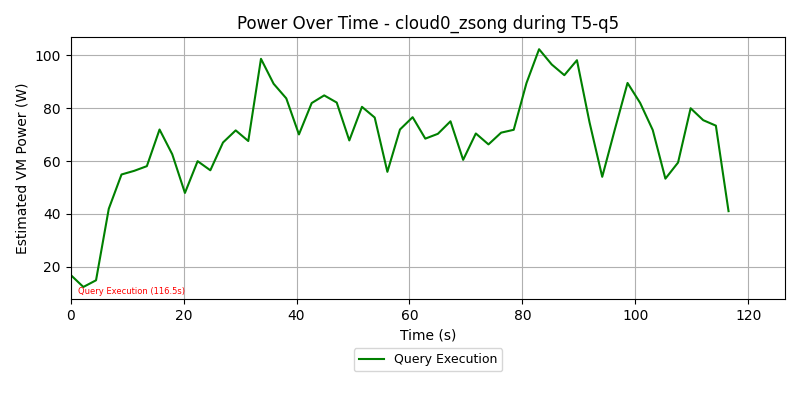 Power Over Time - cloud0_zsong during T5-q5
Estimated VM Power (W)
100
80
60
40
20
Query Execution (116.5s)
0 20 40 60 80 100 120
Time (s)
Query Execution